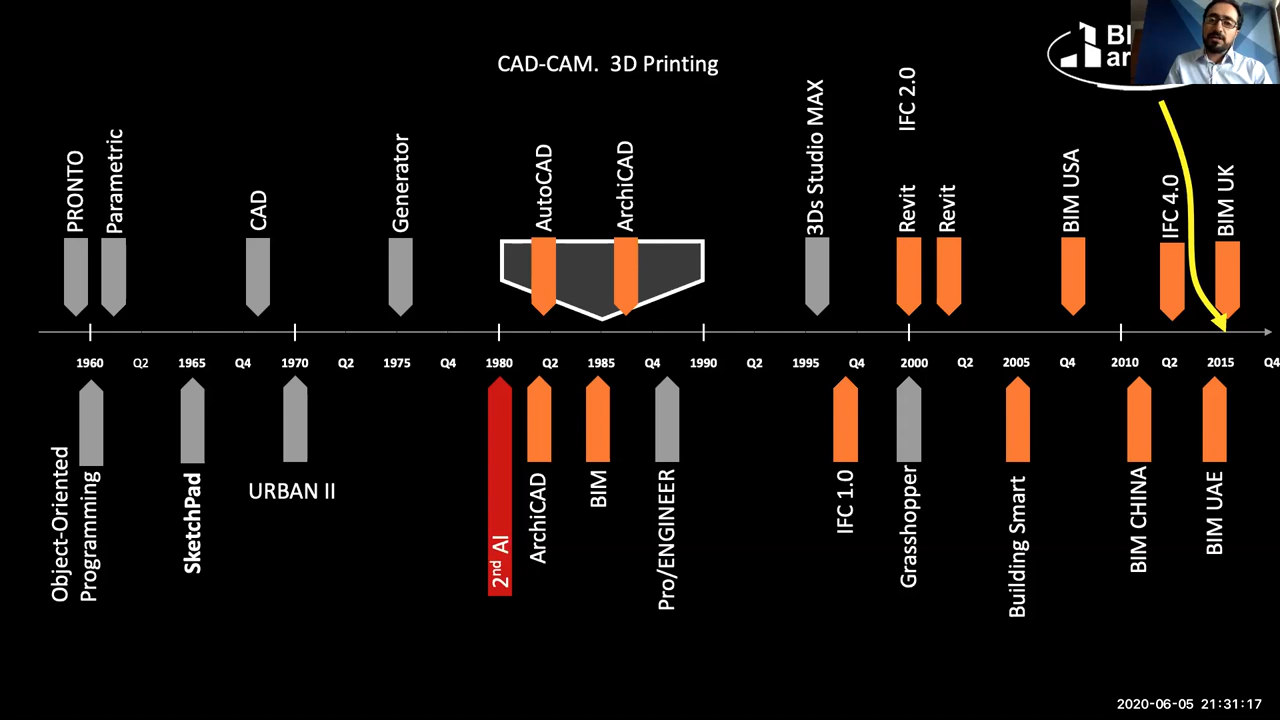 CAD-CAM. 3D Printing
PRONTO
Parametric
CAD
Generator
AutoCAD
ArchiCAD
3Ds Studio MAX
IFC 2.0
Revit
Revit
BIM USA
IFC 4.0
BIM UK
1960 Q2 1965 Q4 1970 Q2 1975 Q4 1980 Q2 1985 Q4 1990 Q2 1995 Q4 2000 Q2 2005 Q4 2010 Q2 2015 Q4
Object-Oriented
Programming
SketchPad
URBAN II
2nd AI
ArchiCAD
BIM
Pro/ENGINEER
IFC 1.0
Grasshopper
Building Smart
BIM CHINA
BIM UAE
2020-06-05 21:31:17